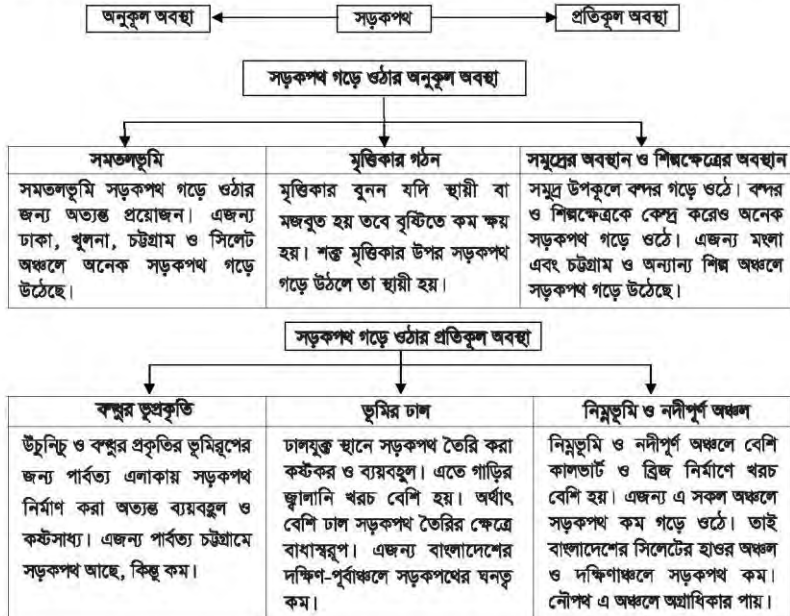 অনুকূল অবস্থা সড়কপথ প্রতিকূল অবস্থা
সড়কপথ গড়ে ওঠার অনুকূল অবস্থা
সমতলভূমি
সমতলভূমি সড়কপথ গড়ে ওঠার
জন্য অত্যন্ত প্রয়োজন। এজন্য
ঢাকা, খুলনা, চট্টগ্রাম ও সিলেট
অঞ্চলে অনেক সড়কপথ গড়ে
উঠেছে।
মৃত্তিকার গঠন
মৃত্তিকার বুনন যদি স্থায়ী বা
মজবুত হয় তবে বৃষ্টিতে কম ক্ষয়
হয়। শক্ত মৃত্তিকার উপর সড়কপথ
গড়ে উঠলে তা স্থায়ী হয়।
সমুদ্রের অবস্থান ও শিল্পক্ষেত্রের অবস্থান
সমুদ্র উপকূলে বন্দর গড়ে ওঠে। বন্দর
ও শিল্পক্ষেত্রকে কেন্দ্র করেও অনেক
সড়কপথ গড়ে ওঠে। এজন্য মংলা
এবং চট্টগ্রাম ও অন্যান্য শিল্প অঞ্চলে
সড়কপথ গড়ে উঠেছে।
সড়কপথ গড়ে ওঠার প্রতিকূল অবস্থা
বন্ধুর ভূপ্রকৃতি
উঁচুনিচু ও বন্ধুর প্রকৃতির ভূমিরূপের
জন্য পার্বত্য এলাকায় সড়কপথ
নির্মাণ করা অত্যন্ত ব্যয়বহুল ও
কষ্টসাধ্য। এজন্য পার্বত্য চট্টগ্রামে
সড়কপথ আছে, কিন্তু কম।
ভূমির ঢাল
ঢালযুক্ত স্থানে সড়কপথ তৈরি করা
কষ্টকর ও ব্যয়বহুল। এতে গাড়ির
জ্বালানি খরচ বেশি হয়। অর্থাৎ
বেশি ঢাল সড়কপথ তৈরির ক্ষেত্রে
বাধাস্বরূপ। এজন্য বাংলাদেশের
দক্ষিণ-পূর্বাঞ্চলে সড়কপথের ঘনত্ব
কম।
নিম্নভূমি ও নদীপূর্ণ অঞ্চল
নিম্নভূমি ও নদীপূর্ণ অঞ্চলে বেশি
কালভার্ট ও ব্রিজ নির্মাণে খরচ
বেশি হয়। এজন্য এ সকল অঞ্চলে
সড়কপথ কম গড়ে ওঠে। তাই
বাংলাদেশের সিলেটের হাওর অঞ্চল
ও দক্ষিণাঞ্চলে সড়কপথ কম।
নৌপথ এ অঞ্চলে অগ্রাধিকার পায়।